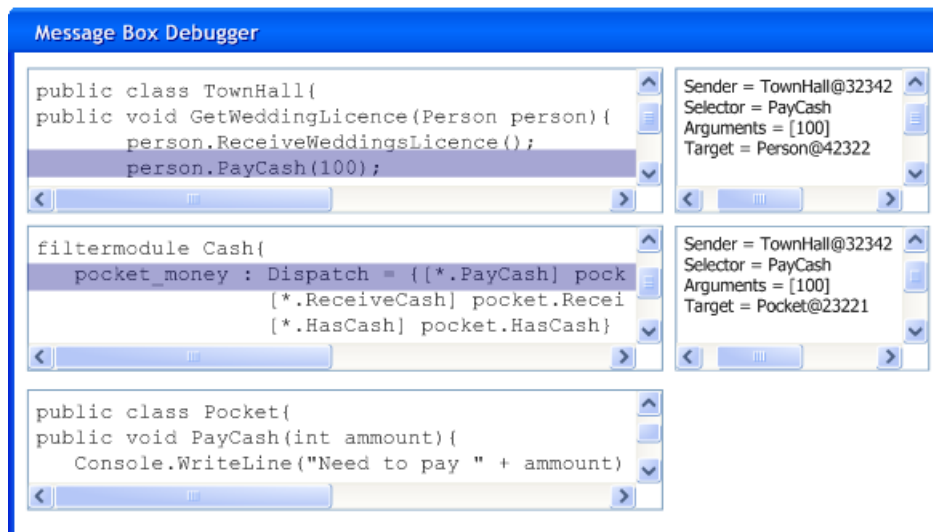 Message Box Debugger
public class TownHall{
public void GetWeddingLicence(Person person){
person.ReceiveWeddingsLicence();
person.PayCash(100);
Sender = TownHall@32342
Selector = PayCash
Arguments = [100]
Target = Person@42322
filtermodule Cash{
pocket_money : Dispatch = {[*.PayCash] pock
[*.ReceiveCash] pocket.Recei
[*.HasCash] pocket.HasCash}
Sender = TownHall@32342
Selector = PayCash
Arguments = [100]
Target = Pocket@23221
public class Pocket{
public void PayCash(int ammount){
Console.WriteLine("Need to pay " + ammount)